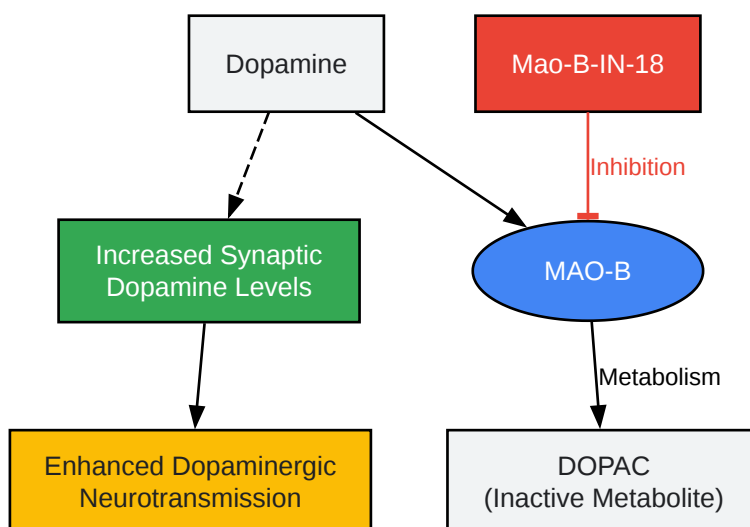 Dopamine
Mao-B-IN-18
Inhibition
Increased Synaptic
Dopamine Levels
MAO-B
Metabolism
Enhanced Dopaminergic
Neurotransmission
DOPAC
(Inactive Metabolite)